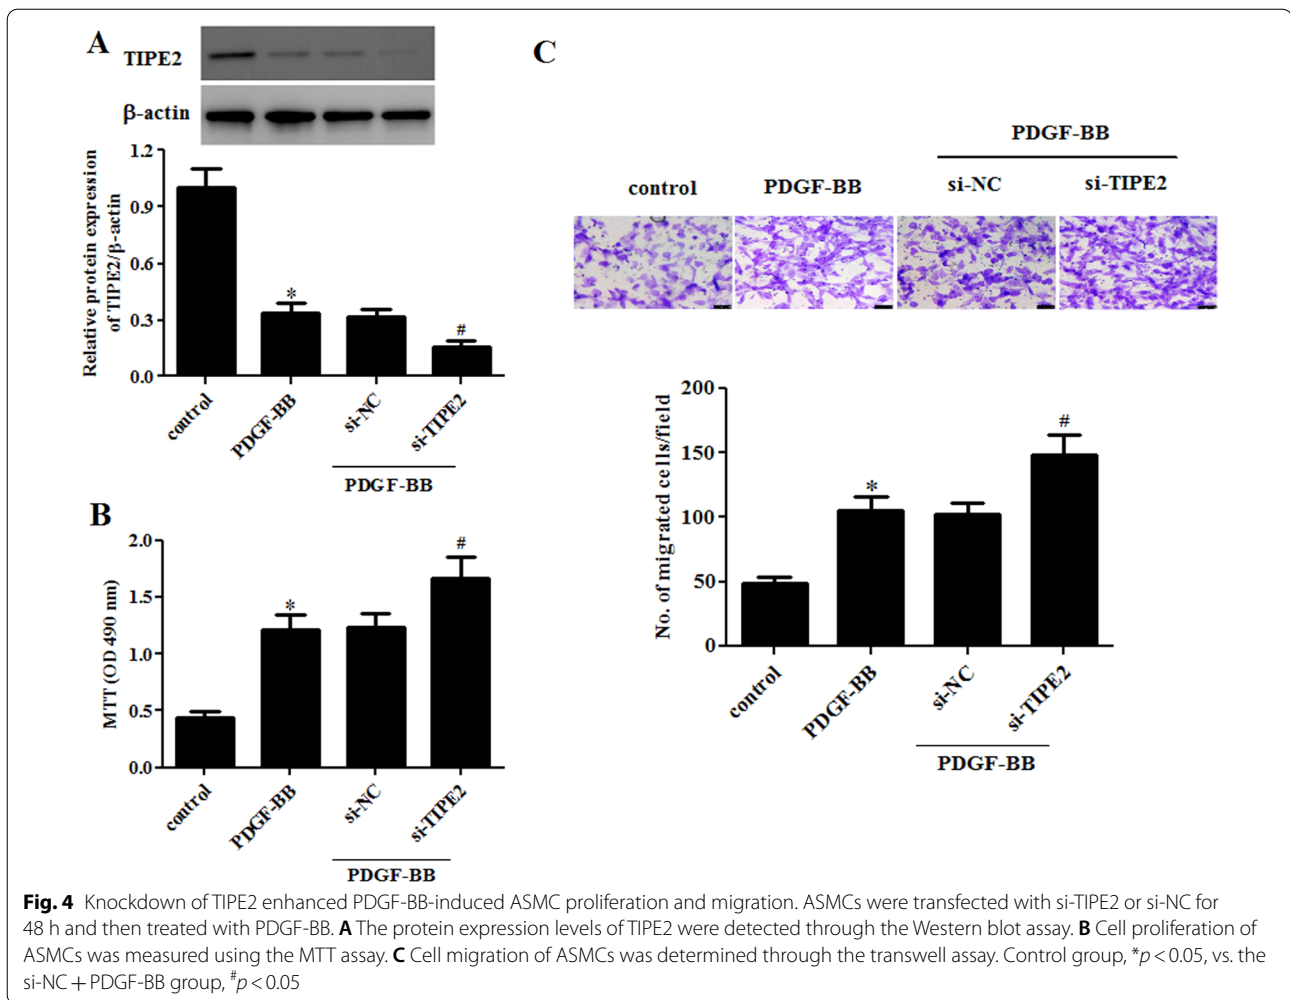 A
TIPE2
β-actin
Relative protein expression
of TIPE2/β-actin
1.2
0.9
0.6
0.3
0.0
*
#
control
PDGF-BB
si-NC
si-TIPE2
PDGF-BB
B
MTT (OD 490 nm)
2.0
1.5
1.0
0.5
0.0
*
#
control
PDGF-BB
si-NC
si-TIPE2
PDGF-BB
C
PDGF-BB
control PDGF-BB si-NC si-TIPE2
No. of migrated cells/field
200
150
100
50
0
*
#
control
PDGF-BB
si-NC
si-TIPE2
PDGF-BB
Fig. 4 Knockdown of TIPE2 enhanced PDGF-BB-induced ASMC proliferation and migration. ASMCs were transfected with si-TIPE2 or si-NC for
48 h and then treated with PDGF-BB. A The protein expression levels of TIPE2 were detected through the Western blot assay. B Cell proliferation of
ASMCs was measured using the MTT assay. C Cell migration of ASMCs was determined through the transwell assay. Control group, *p < 0.05, vs. the
si-NC + PDGF-BB group, #p < 0.05